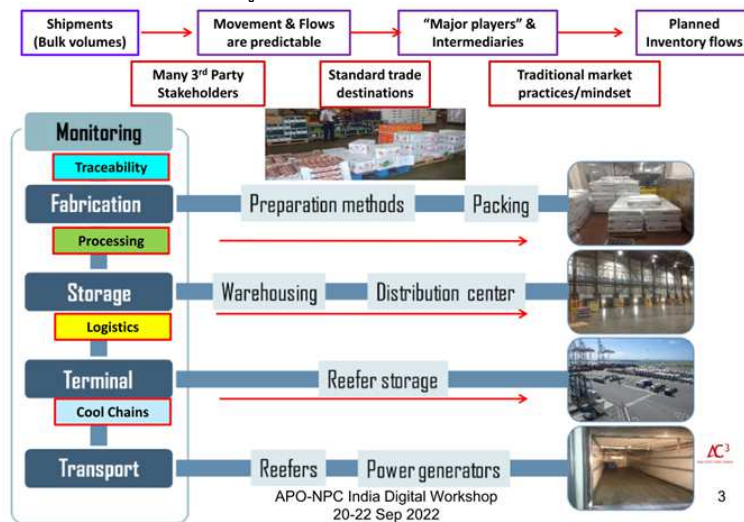 Shipments
(Bulk volumes)
Movement & Flows
are predictable
“Major players” &
Intermediaries
Planned
Inventory flows
Many 3rd Party
Stakeholders
Standard trade
destinations
Traditional market
practices/mindset
Monitoring
Traceability
Fabrication
Preparation methods
Packing
Processing
Storage
Warehousing
Distribution center
Logistics
Terminal
Reefer storage
Cool Chains
Transport
Reefers
Power generators
AC3
APO-NPC India Digital Workshop
20-22 Sep 2022
3